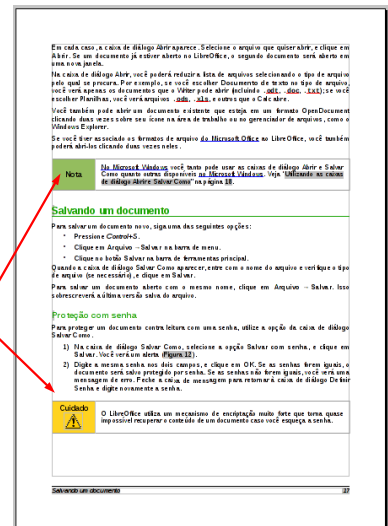 Em cada caso, a caixa de diálogo Abrir aparece. Selecione o arquivo que quiser abrir, e clique em
Abrir. Se um documento já estiver aberto no LibreOffice, o segundo documento será aberto em
uma nova janela.
Na caixa de diálogo Abir, você poderá reduzir a lista de arquivos selecionando o tipo de arquivo
pelo qual se procura. Por exemplo, se você escolher Documento de texto no tipo de arquivo,
você verá apenas os documentos que o Writer pode abrir (incluindo .odt, .doc, .txt); se você
escolher Planilhas, você verá arquivos .ods, .xls, e outros que o Calc abre.
Você também pode abrir um documento existente que esteja em um formato OpenDocument
clicando duas vezes sobre seu ícone na área de trabalho ou no gerenciador de arquivos, como o
Windows Explorer.
Se você tiver associado os formatos de arquivo do Microsoft Office ao LibreOffice, você também
poderá abri-los clicando duas vezes neles.
Nota
No Microsoft Windows você tanto pode usar as caixas de diálogo Abrir e Salvar
Como quanto outras disponíveis no Microsoft Windows. Veja "Utilizando as caixas
de diálogo Abrir e Salvar Como" na página 18.
Salvando um documento
Para salvar um documento novo, siga uma das seguintes opções:
• Pressione Control+S.
• Clique em Arquivo → Salvar na barra de menu.
• Clique no botão Salvar na barra de ferramentas principal.
Quando a caixa de diálogo Salvar Como aparecer, entre com o nome do arquivo e verifique o tipo
de arquivo (se necessário), e clique em Salvar.
Para salvar um documento aberto com o mesmo nome, clique em Arquivo → Salvar. Isso
sobrescreverá a última versão salva do arquivo.
Proteção com senha
Para proteger um documento contra leitura com uma senha, utilize a opção da caixa de diálogo
Salvar Como.
1) Na caixa de diálogo Salvar Como, selecione a opção Salvar com senha, e clique em
Salvar. Você verá um alerta (Figura 12).
2) Digite a mesma senha nos dois campos, e clique em OK. Se as senhas forem iguais, o
documento será salvo protegido por senha. Se as senhas não forem iguais, você verá uma
mensagem de erro. Feche a caixa de mensagem para retornar à caixa de diálogo Definir
Senha e digite novamente a senha.
Cuidado
O LibreOffice utiliza um mecanismo de encriptação muito forte que torna quase
impossível recuperar o conteúdo de um documento caso você esqueça a senha.
Salvando um documento 17